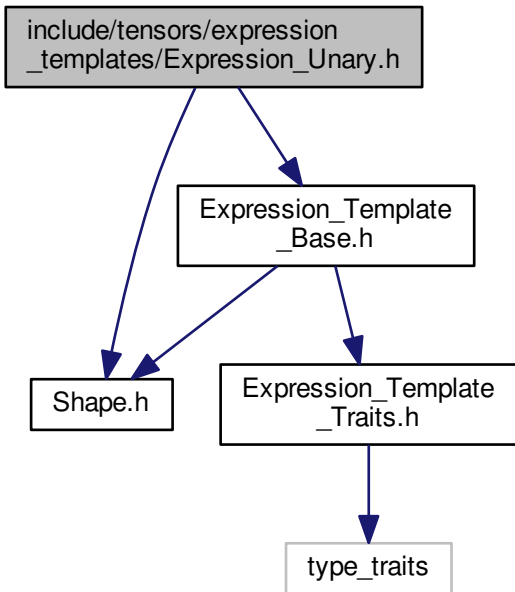 include/tensors/expression
_templates/Expression_Unary.h
Expression_Template
_Base.h
Shape.h
Expression_Template
_Traits.h
type_traits